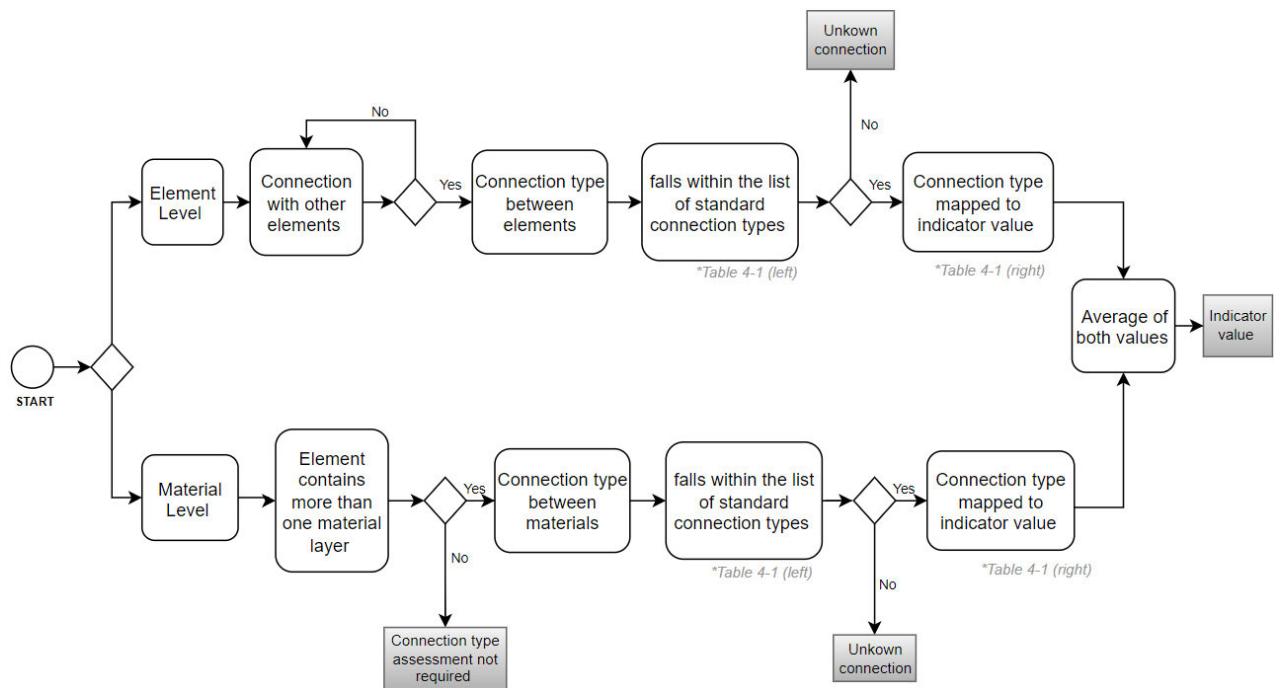 Unkown
connection
No
No
Element
Level
Connection
with other
elements
Yes
Connection type
between
elements
falls within the list
of standard
connection types
Yes
Connection type
mapped to
indicator value
*Table 4-1 (left)
*Table 4-1 (right)
Average of
both values
Indicator
value
START
Material
Level
Element
contains
more than
one material
layer
Yes
Connection type
between
materials
falls within the list
of standard
connection types
Yes
Connection type
mapped to
indicator value
No
*Table 4-1 (left)
No
*Table 4-1 (right)
Connection type
assessment not
required
Unkown
connection